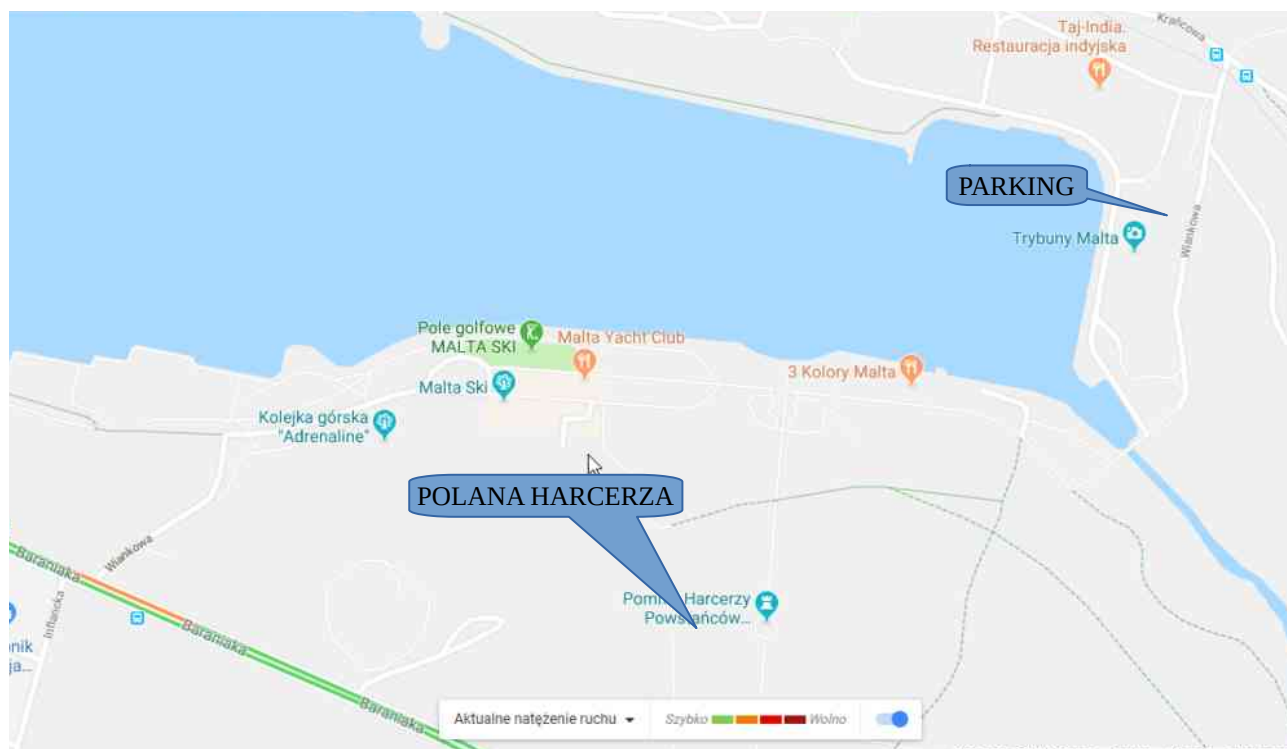 Krańcowa
Taj-India.
Restauracja indyjska
PARKING
Trybuny Malta
Wiankowa
Pole golfowe
MALTA SKI
Malta Yacht Club
3 Kolory Malta
Malta Ski
Kolejka górska
"Adrenaline"
POLANA HARCERZA
Wiankowa
Baraniaka
Inflancka
Baraniaka
Harcerzy
Baraniaka
Aktualne natężenie ruchu
Szybko
Wolno